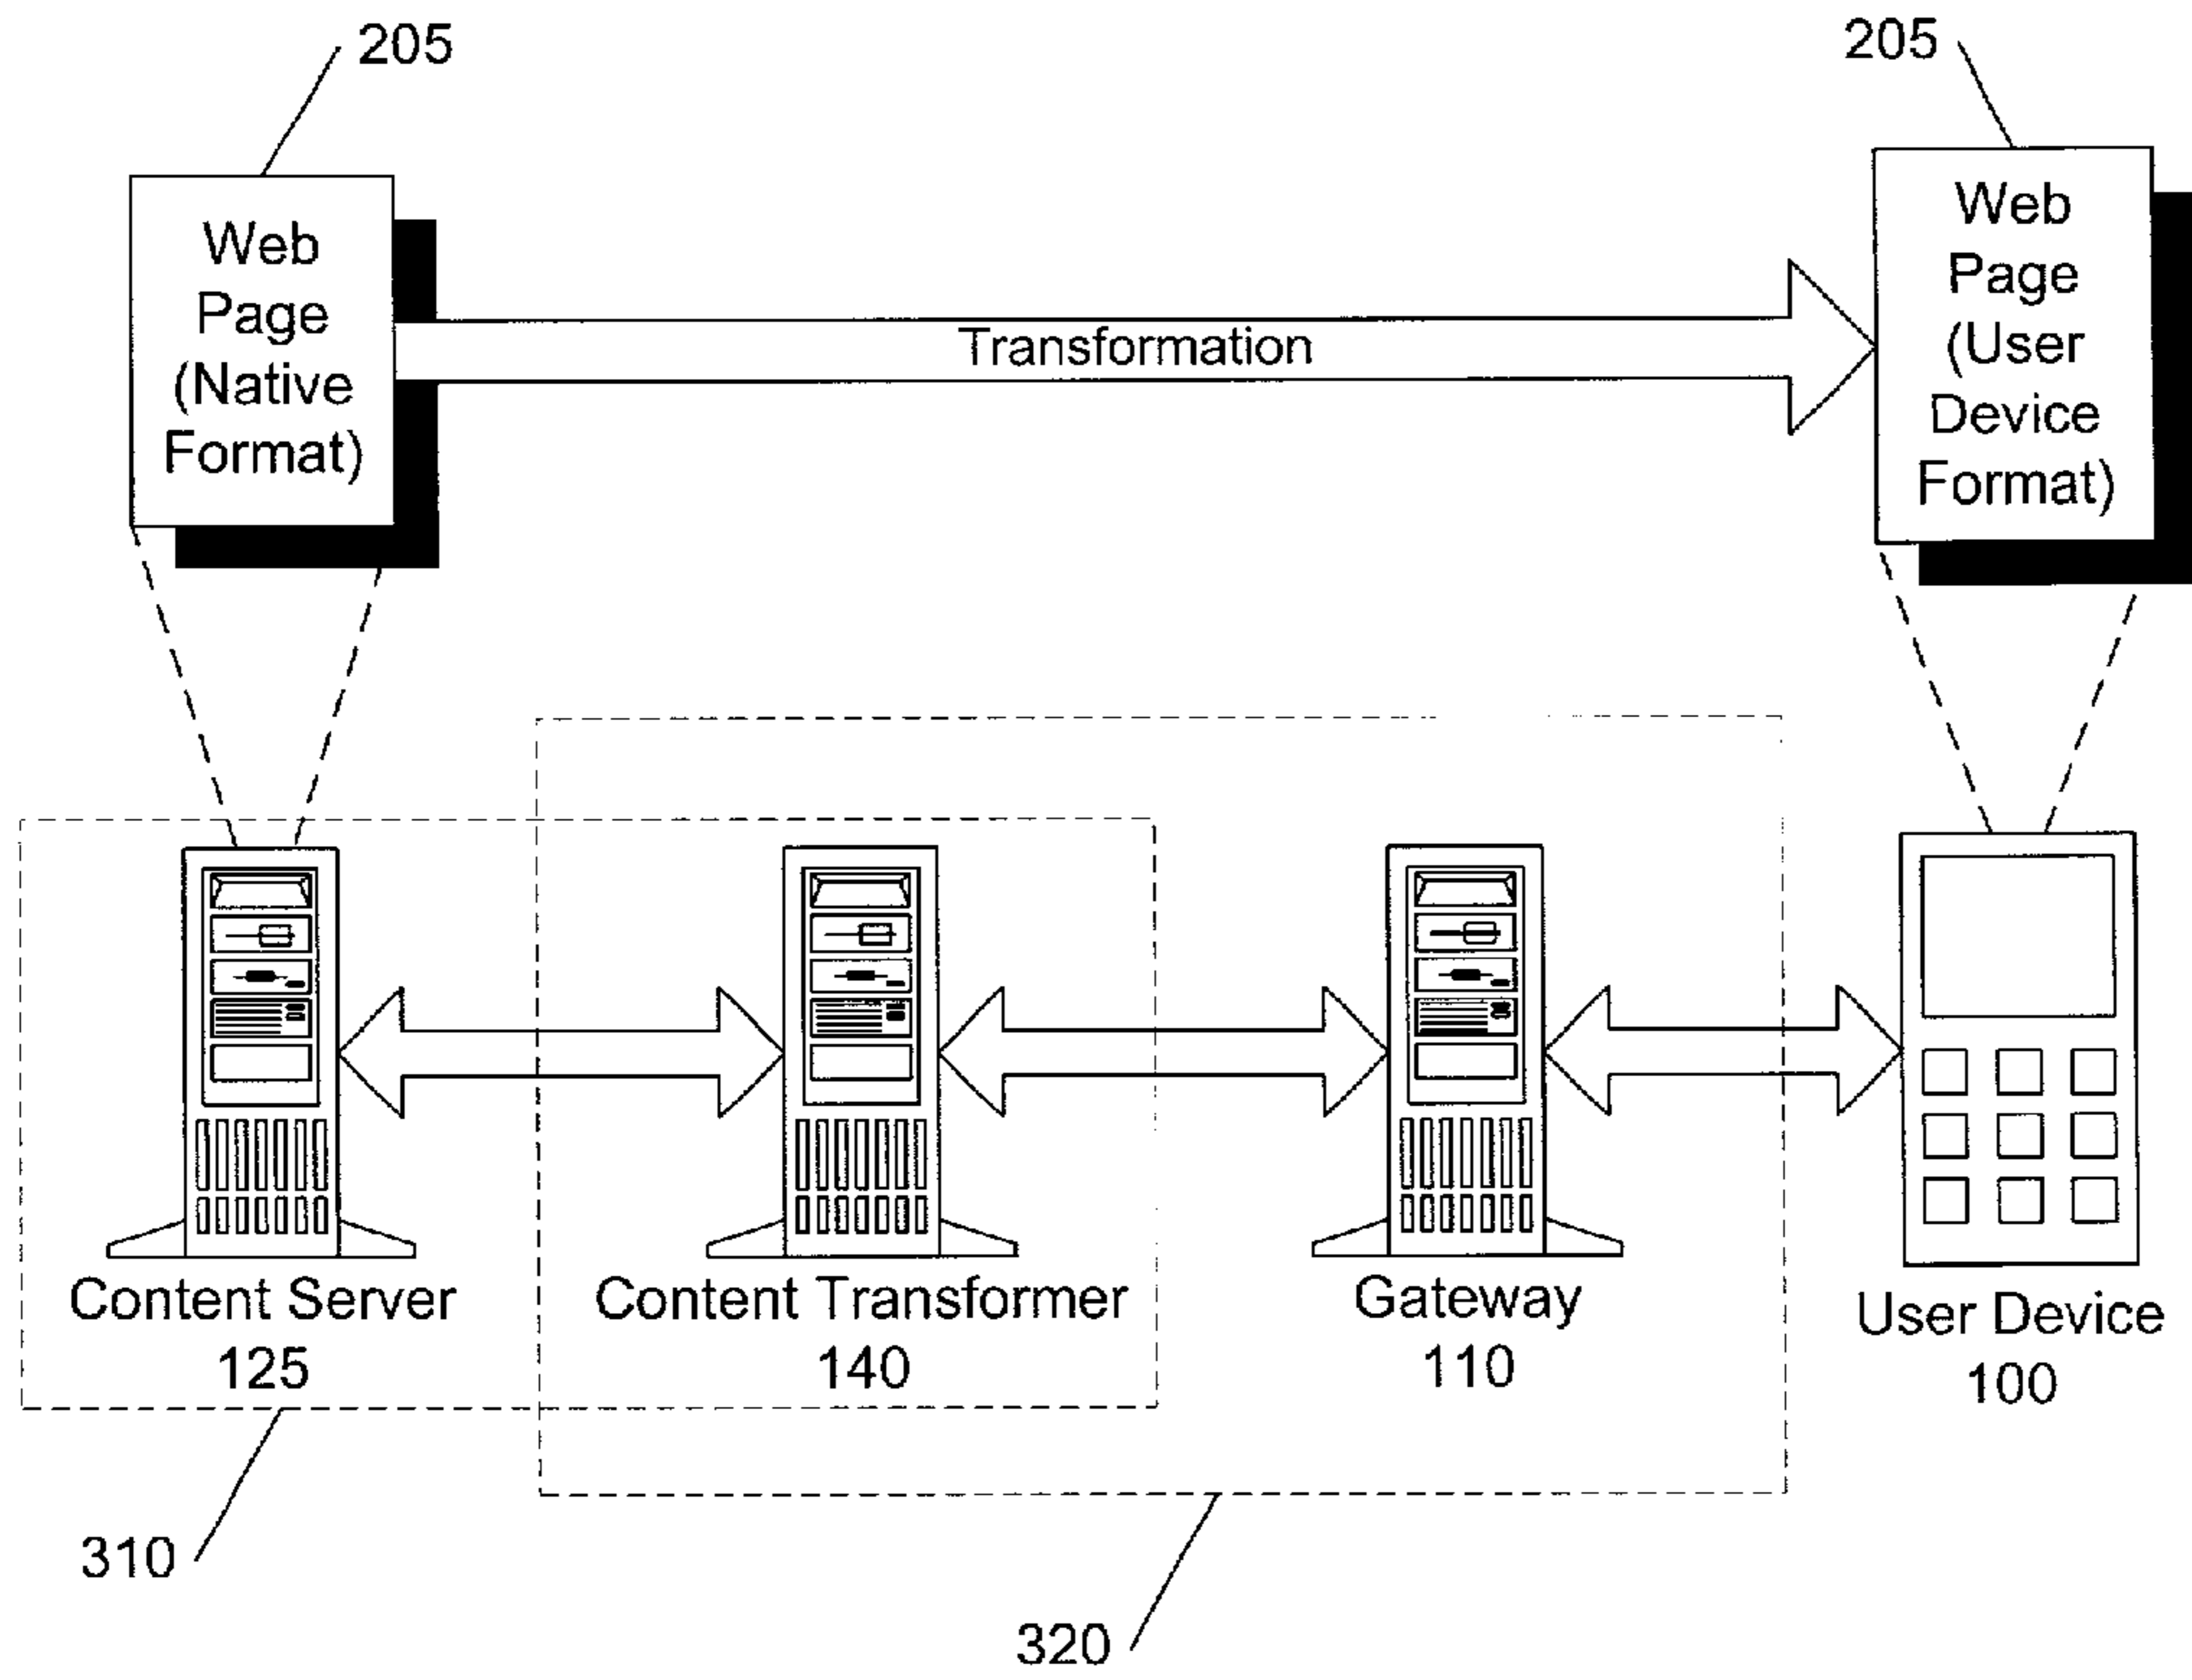 205
205
Web
Page
(Native
Format)
Transformation
Web
Page
(User
Device
Format)
Content Server
125
Content Transformer
140
Gateway
110
User Device
100
310
320